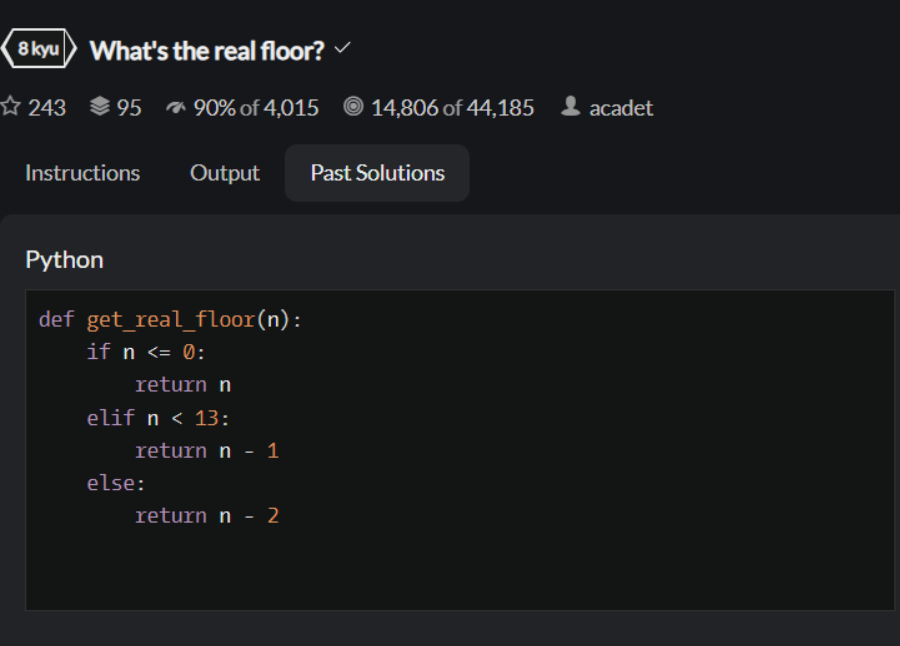 8 kyu What's the real floor?
243 95 90% of 4,015 14,806 of 44,185 acadet
Instructions Output Past Solutions
Python
def get_real_floor(n):
    if n <= 0:
        return n
    elif n < 13:
        return n - 1
    else:
        return n - 2